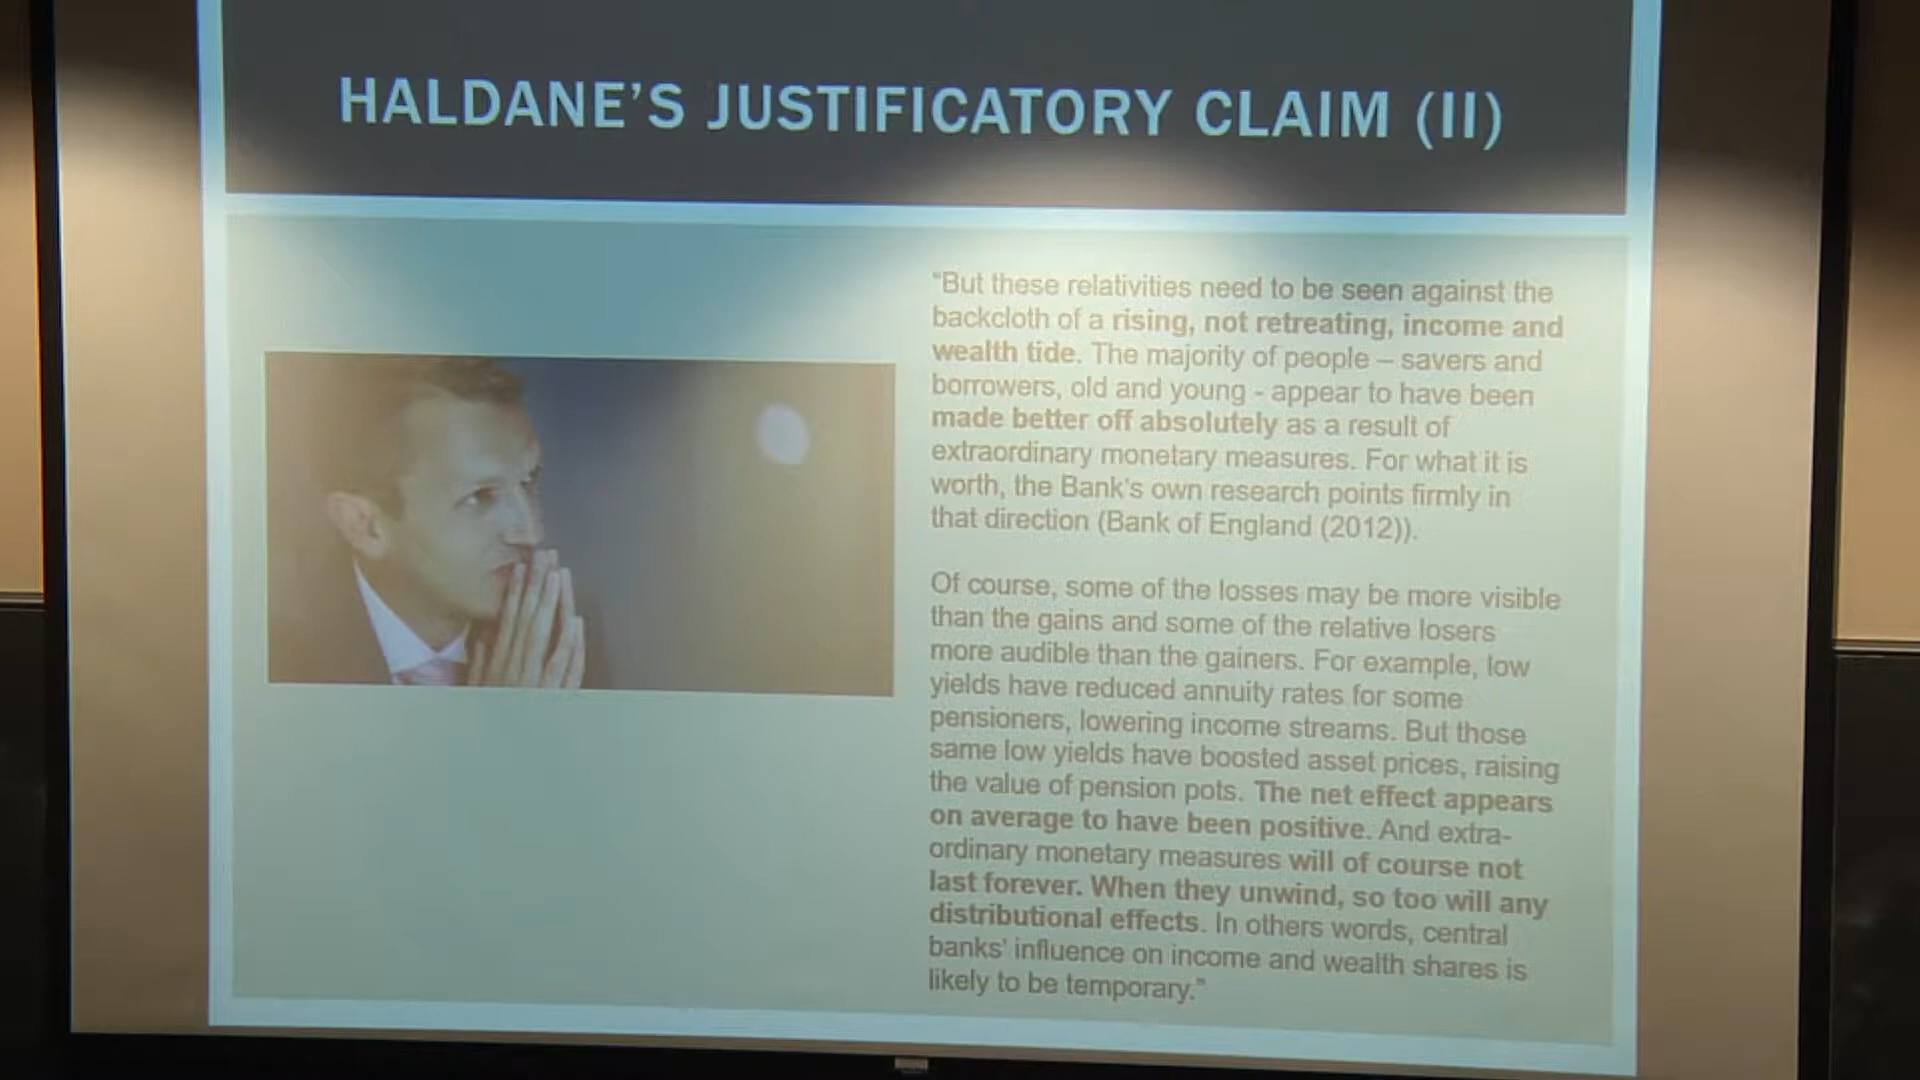 HALDANE'S JUSTIFICATORY CLAIM (II)
"But these relativities need to be seen against the
backcloth of a rising, not retreating, income and
wealth tide. The majority of people – savers and
borrowers, old and young - appear to have been
made better off absolutely as a result of
extraordinary monetary measures. For what it is
worth, the Bank's own research points firmly in
that direction (Bank of England (2012)).
Of course, some of the losses may be more visible
than the gains and some of the relative losers
more audible than the gainers. For example, low
yields have reduced annuity rates for some
pensioners, lowering income streams. But those
same low yields have boosted asset prices, raising
the value of pension pots. The net effect appears
on average to have been positive. And extra-
ordinary monetary measures will of course not
last forever. When they unwind, so too will any
distributional effects. In others words, central
banks' influence on income and wealth shares is
likely to be temporary."